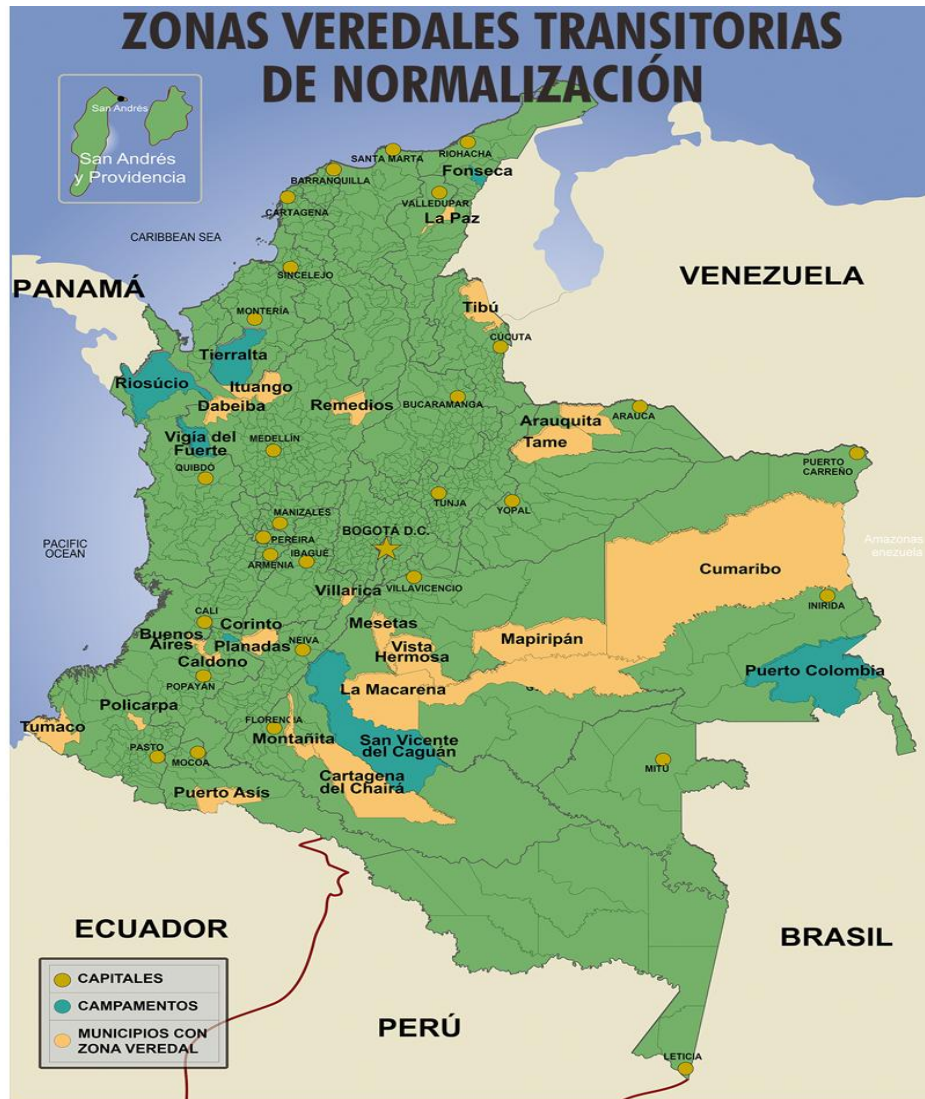 ZONAS VEREDALES TRANSITORIAS
DE NORMALIZACIÓN
San Andrés
San Andrés
y Providencia
RIOHACHA
SANTA MARTA
Fonseca
BARRANQUILLA
VALLEDUPAR
La Paz
CARTAGENA
CARIBBEAN SEA
SINCELEJO
PANAMÁ
VENEZUELA
Tibú
MONTERÍA
CÚCUTA
Tierralta
Riosúcio
Ituango
Dabeiba
Remedios
BUCARAMANGA
Arauquita
ARAUCA
Tame
Vigía del
Fuerte
MEDELLÍN
QUIBDÓ
PUERTO
CARREÑO
TUNJA
YOPAL
MANIZALES
BOGOTÁ D.C.
PEREIRA
IBAGUÉ
ARMENIA
PACIFIC
OCEAN
Amazonas
enezuela
Cumaribo
Villarica
VILLAVICENCIO
INIRIDA
CALI
Corinto
Mesetas
Buenos
Aires
Planadas
NEIVA
Vista
Hermosa
Mapiripán
Caldono
POPAYÁN
La Macarena
Puerto Colombia
Policarpa
Tumaco
FLORENCIA
Montañita
San Vicente
del Caguán
PASTO
MOCOA
MITÚ
Cartagena
del Chairá
Puerto Asís
ECUADOR
BRASIL
PERÚ
CAPITALES
CAMPAMENTOS
MUNICIPIOS CON
ZONA VEREDAL
LETICIA